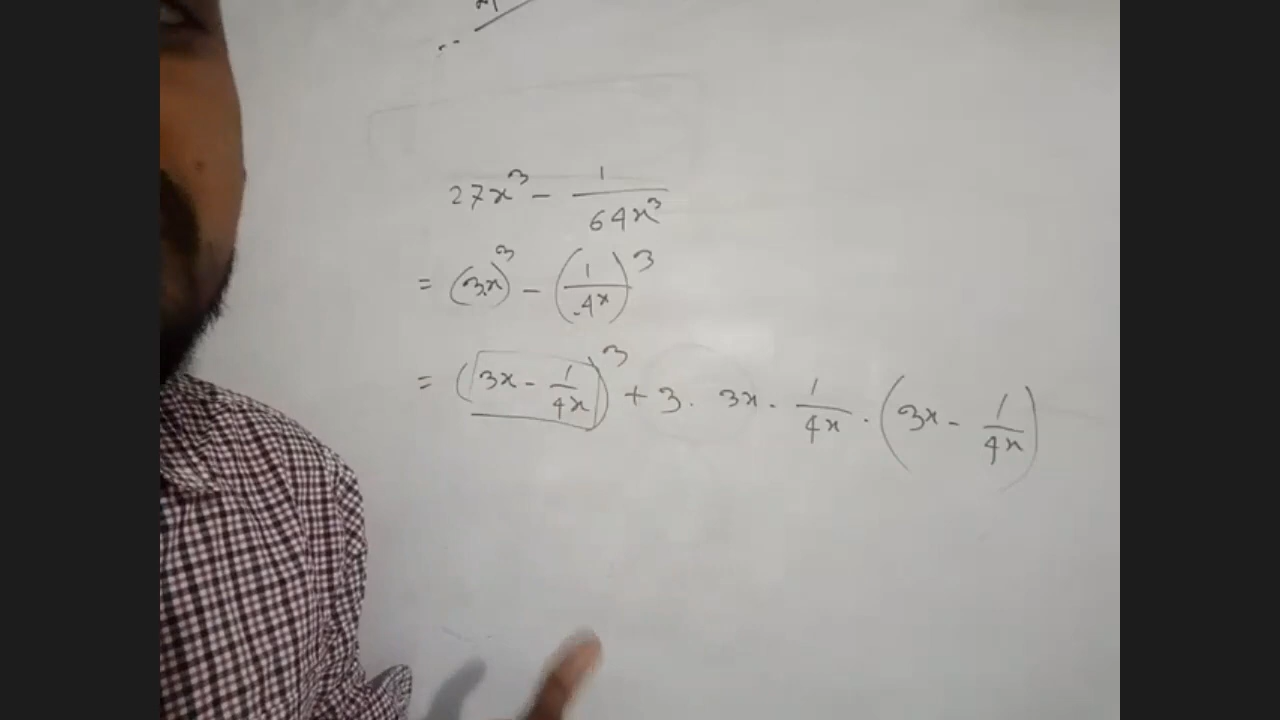 27x³ - 1/64x³
= (3x)³ - (1/4x)³
= (3x - 1/4x)³ + 3. 3x . 1/4x . (3x - 1/4x)